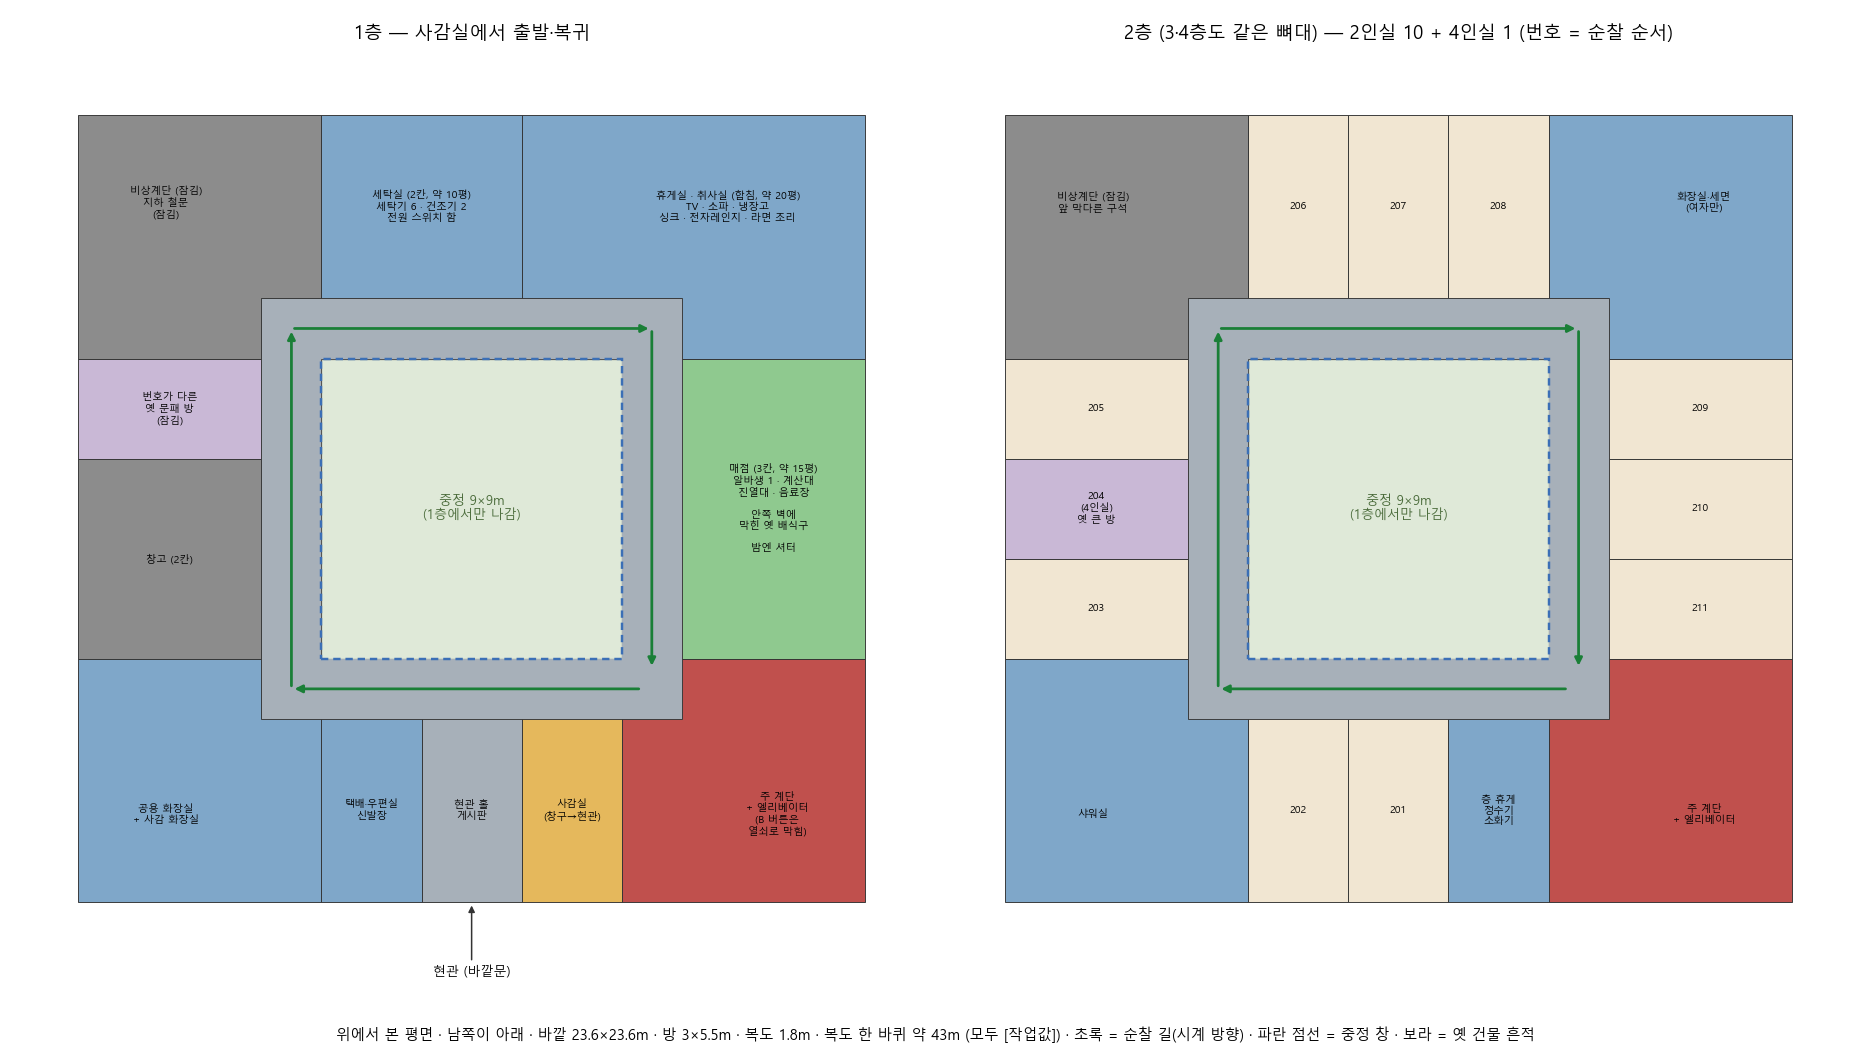 1층 — 사감실에서 출발·복귀
비상계단 (잠김)
지하 철문
(잠김)
세탁실 (2칸, 약 10평)
세탁기 6 · 건조기 2
전원 스위치 함
휴게실 · 취사실 (합침, 약 20평)
TV · 소파 · 냉장고
싱크 · 전자레인지 · 라면 조리
번호가 다른
옛 문패 방
(잠김)
창고 (2칸)
중정 9×9m
(1층에서만 나감)
매점 (3칸, 약 15평)
알바생 1 · 계산대
진열대 · 음료장
안쪽 벽에
막힌 옛 배식구
밤엔 셔터
공용 화장실
+ 사감 화장실
택배·우편실
신발장
현관 홀
게시판
사감실
(창구→현관)
주 계단
+ 엘리베이터
(B 버튼은
열쇠로 막힘)
현관 (바깥문)
2층 (3·4층도 같은 뼈대) — 2인실 10 + 4인실 1 (번호 = 순찰 순서)
비상계단 (잠김)
앞 막다른 구석
206
207
208
화장실·세면
(여자만)
205
204
(4인실)
옛 큰 방
203
중정 9×9m
(1층에서만 나감)
209
210
211
샤워실
202
201
층 휴게
정수기
소화기
주 계단
+ 엘리베이터
위에서 본 평면 · 남쪽이 아래 · 바깥 23.6×23.6m · 방 3×5.5m · 복도 1.8m · 복도 한 바퀴 약 43m (모두 [작업값]) · 초록 = 순찰 길(시계 방향) · 파란 점선 = 중정 창 · 보라 = 옛 건물 흔적